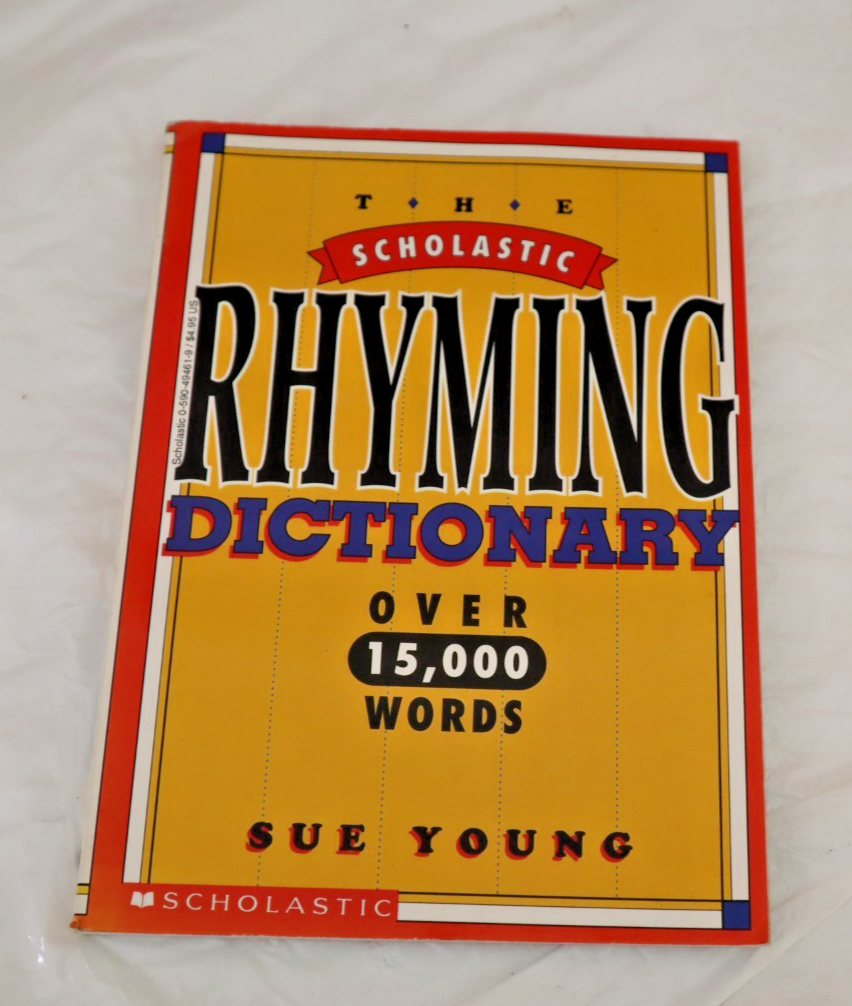 T ♦ H ♦ E
SCHOLASTIC
RHYMING
DICTIONARY
OVER
15,000
WORDS
SUE YOUNG
SCHOLASTIC
Scholastic 0-590-49461-9 / $4.95 US